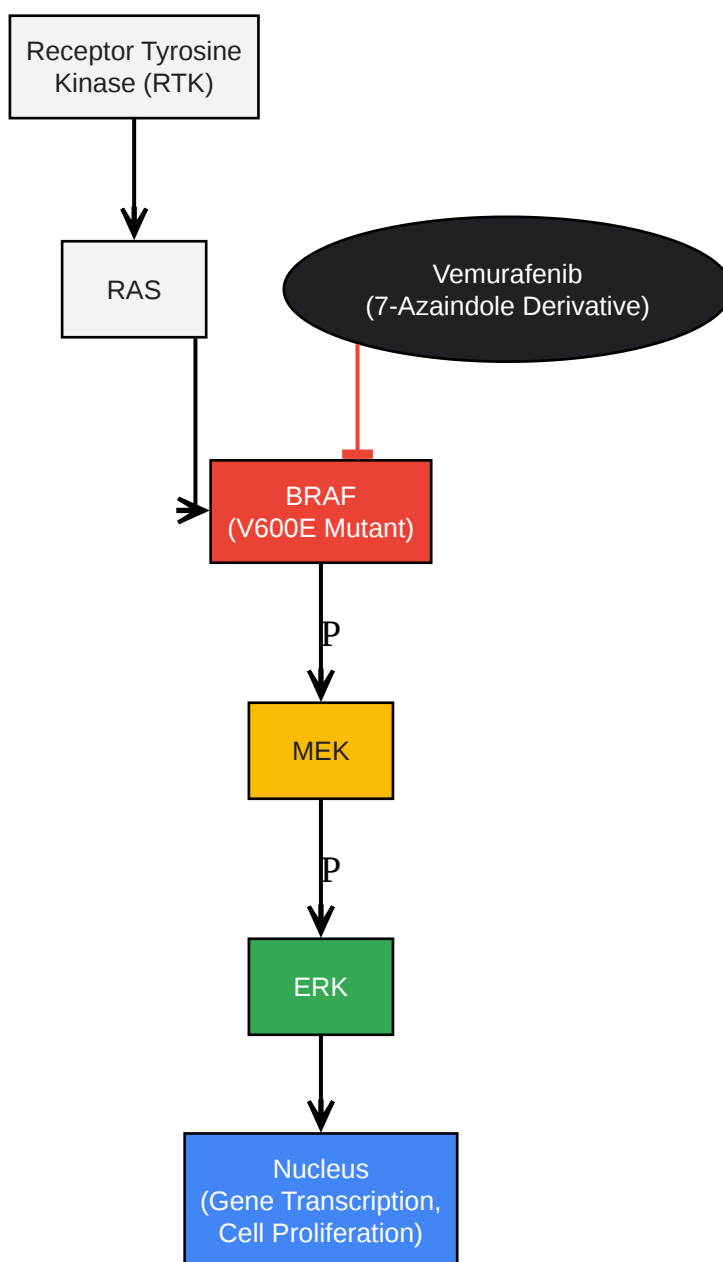 Receptor Tyrosine
Kinase (RTK)
RAS
Vemurafenib
(7-Azaindole Derivative)
BRAF
(V600E Mutant)
P
MEK
P
ERK
Nucleus
(Gene Transcription,
Cell Proliferation)